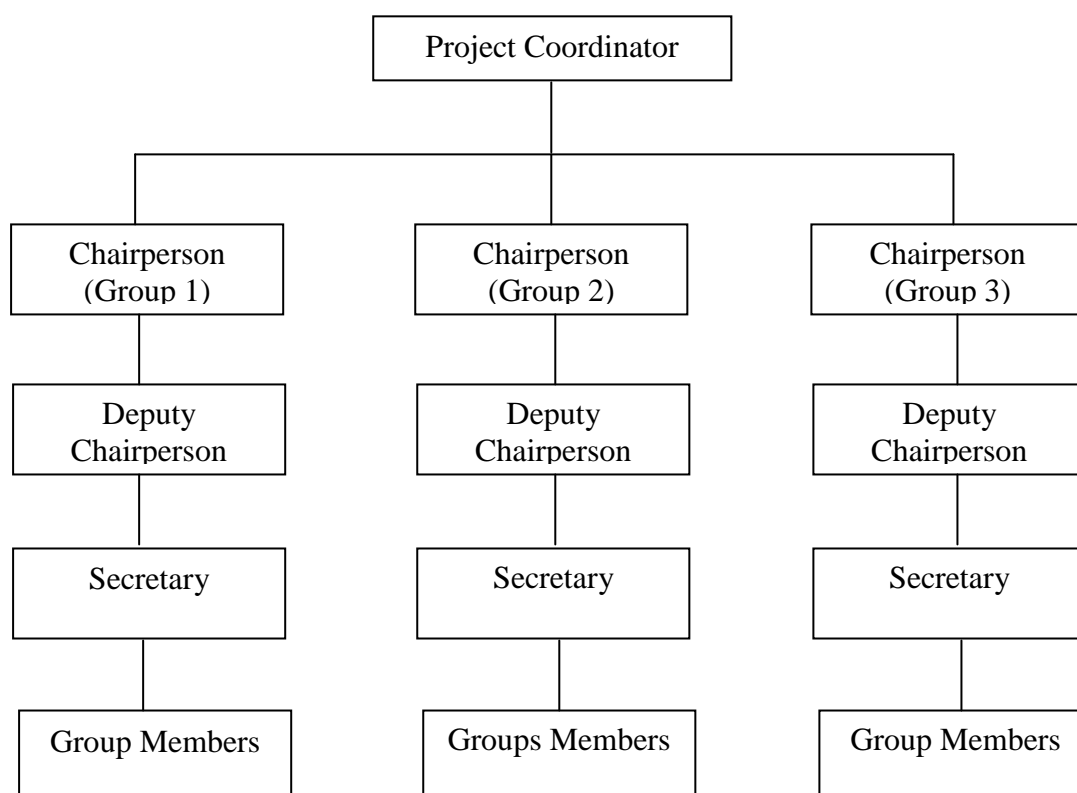 Project Coordinator
Chairperson
(Group 1)
Chairperson
(Group 2)
Chairperson
(Group 3)
Deputy
Chairperson
Deputy
Chairperson
Deputy
Chairperson
Secretary
Secretary
Secretary
Group Members
Groups Members
Group Members